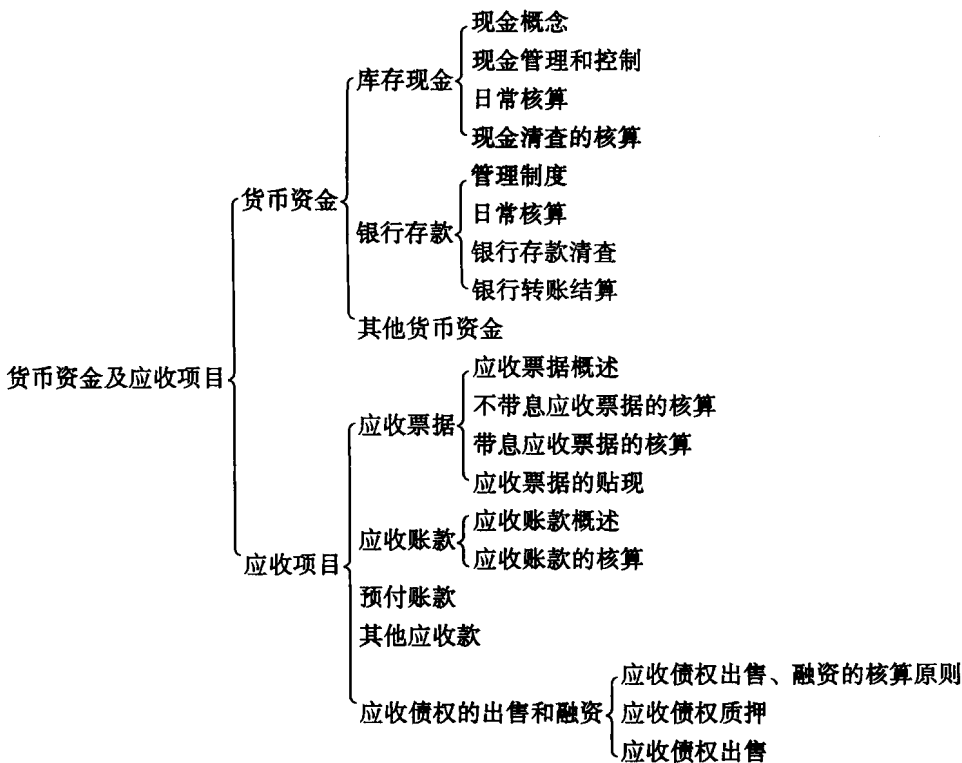 货币资金及应收项目
货币资金
库存现金
现金概念
现金管理和控制
日常核算
现金清查的核算
银行存款
管理制度
日常核算
银行存款清查
银行转账结算
其他货币资金
应收项目
应收票据
应收票据概述
不带息应收票据的核算
带息应收票据的核算
应收票据的贴现
应收账款
应收账款概述
应收账款的核算
预付账款
其他应收款
应收债权的出售和融资
应收债权出售、融资的核算原则
应收债权质押
应收债权出售